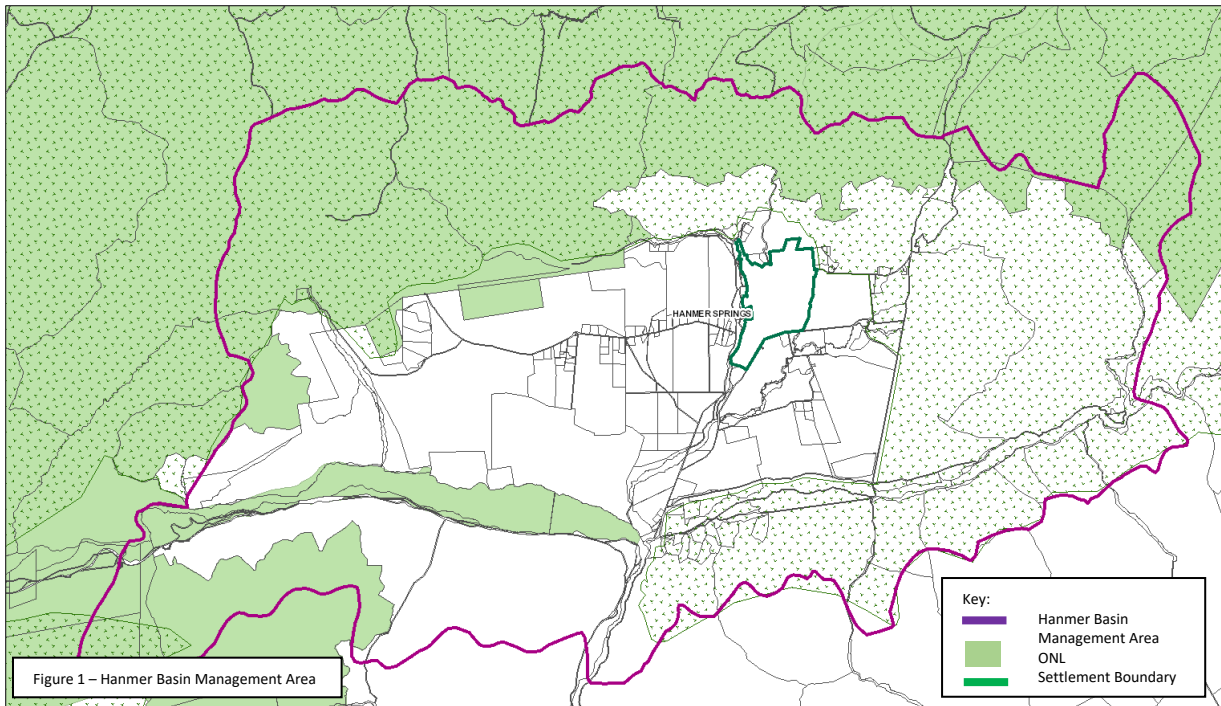 HANMER SPRINGS
Key:
Hanmer Basin
Management Area
ONL
Settlement Boundary
Figure 1 – Hanmer Basin Management Area